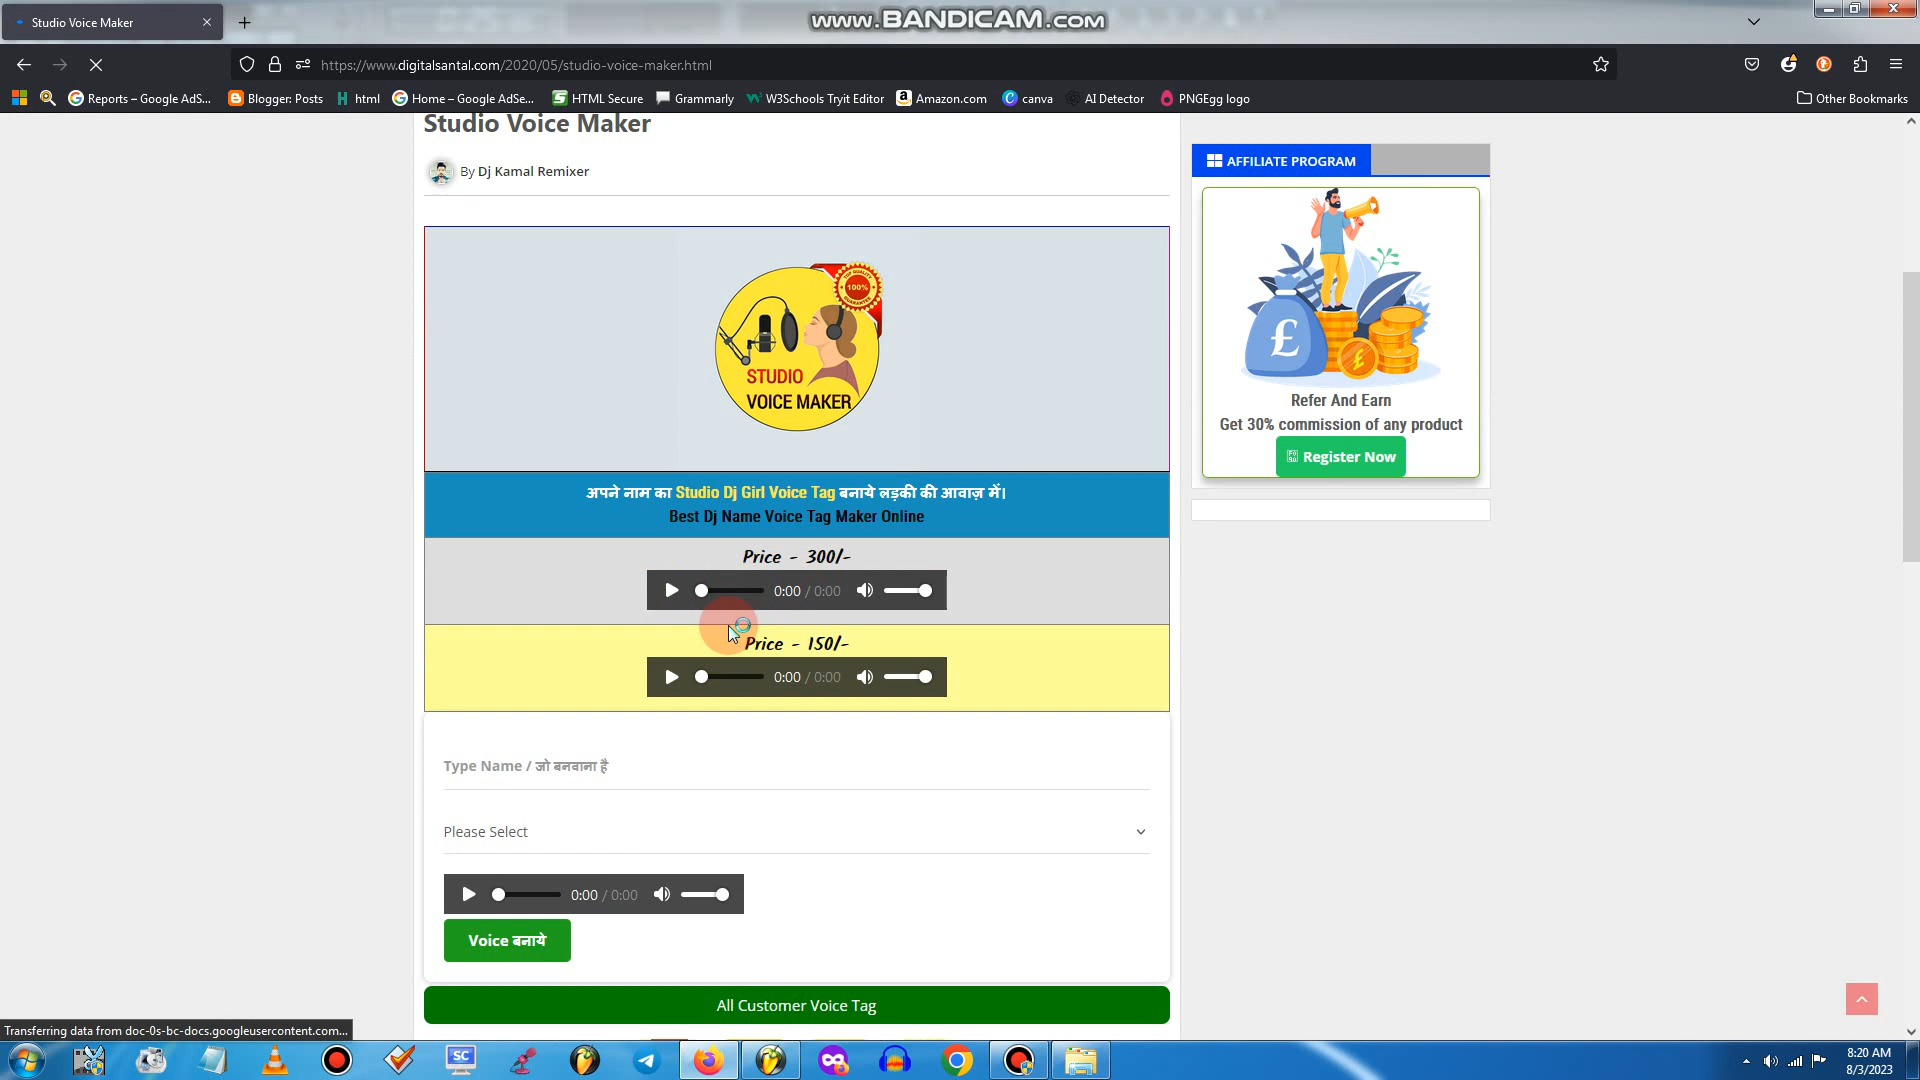 Studio Voice Maker
www.BANDICAM.com
https://www.digitalsantal.com/2020/05/studio-voice-maker.html
Reports – Google AdS...
Blogger: Posts
html
Home – Google AdSe...
HTML Secure
Grammarly
W3Schools Tryit Editor
Amazon.com
canva
AI Detector
PNGEgg logo
Other Bookmarks
Studio Voice Maker
By Dj Kamal Remixer
AFFILIATE PROGRAM
100%
STUDIO
VOICE MAKER
Refer And Earn
Get 30% commission of any product
Register Now
अपने नाम का Studio Dj Girl Voice Tag बनाये लड़की की आवाज़ में।
Best Dj Name Voice Tag Maker Online
Price - 300/-
0:00 / 0:00
Price - 150/-
0:00 / 0:00
Type Name / जो बनवाना है
Please Select
0:00 / 0:00
Voice बनाये
All Customer Voice Tag
Transferring data from doc-0s-bc-docs.googleusercontent.com...
SC
8:20 AM
8/3/2023